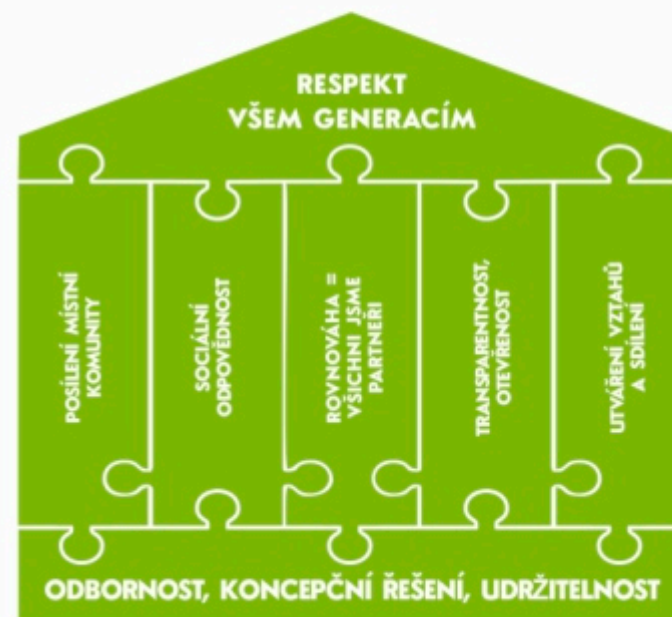 RESPEKT
VŠEM GENERACÍM
POSÍLENÍ MÍSTNÍ
KOMUNITY
SOCIÁLNÍ
ODPOVĚDNOST
ROVNOVÁHA =
VŠICHNI JSME
PARTNEŘI
TRANSPARENTNOST,
OTEVŘENOST
UTVÁŘENÍ VZTAHŮ
A SDÍLENÍ
ODBORNOST, KONCEPČNÍ ŘEŠENÍ, UDRŽITELNOST